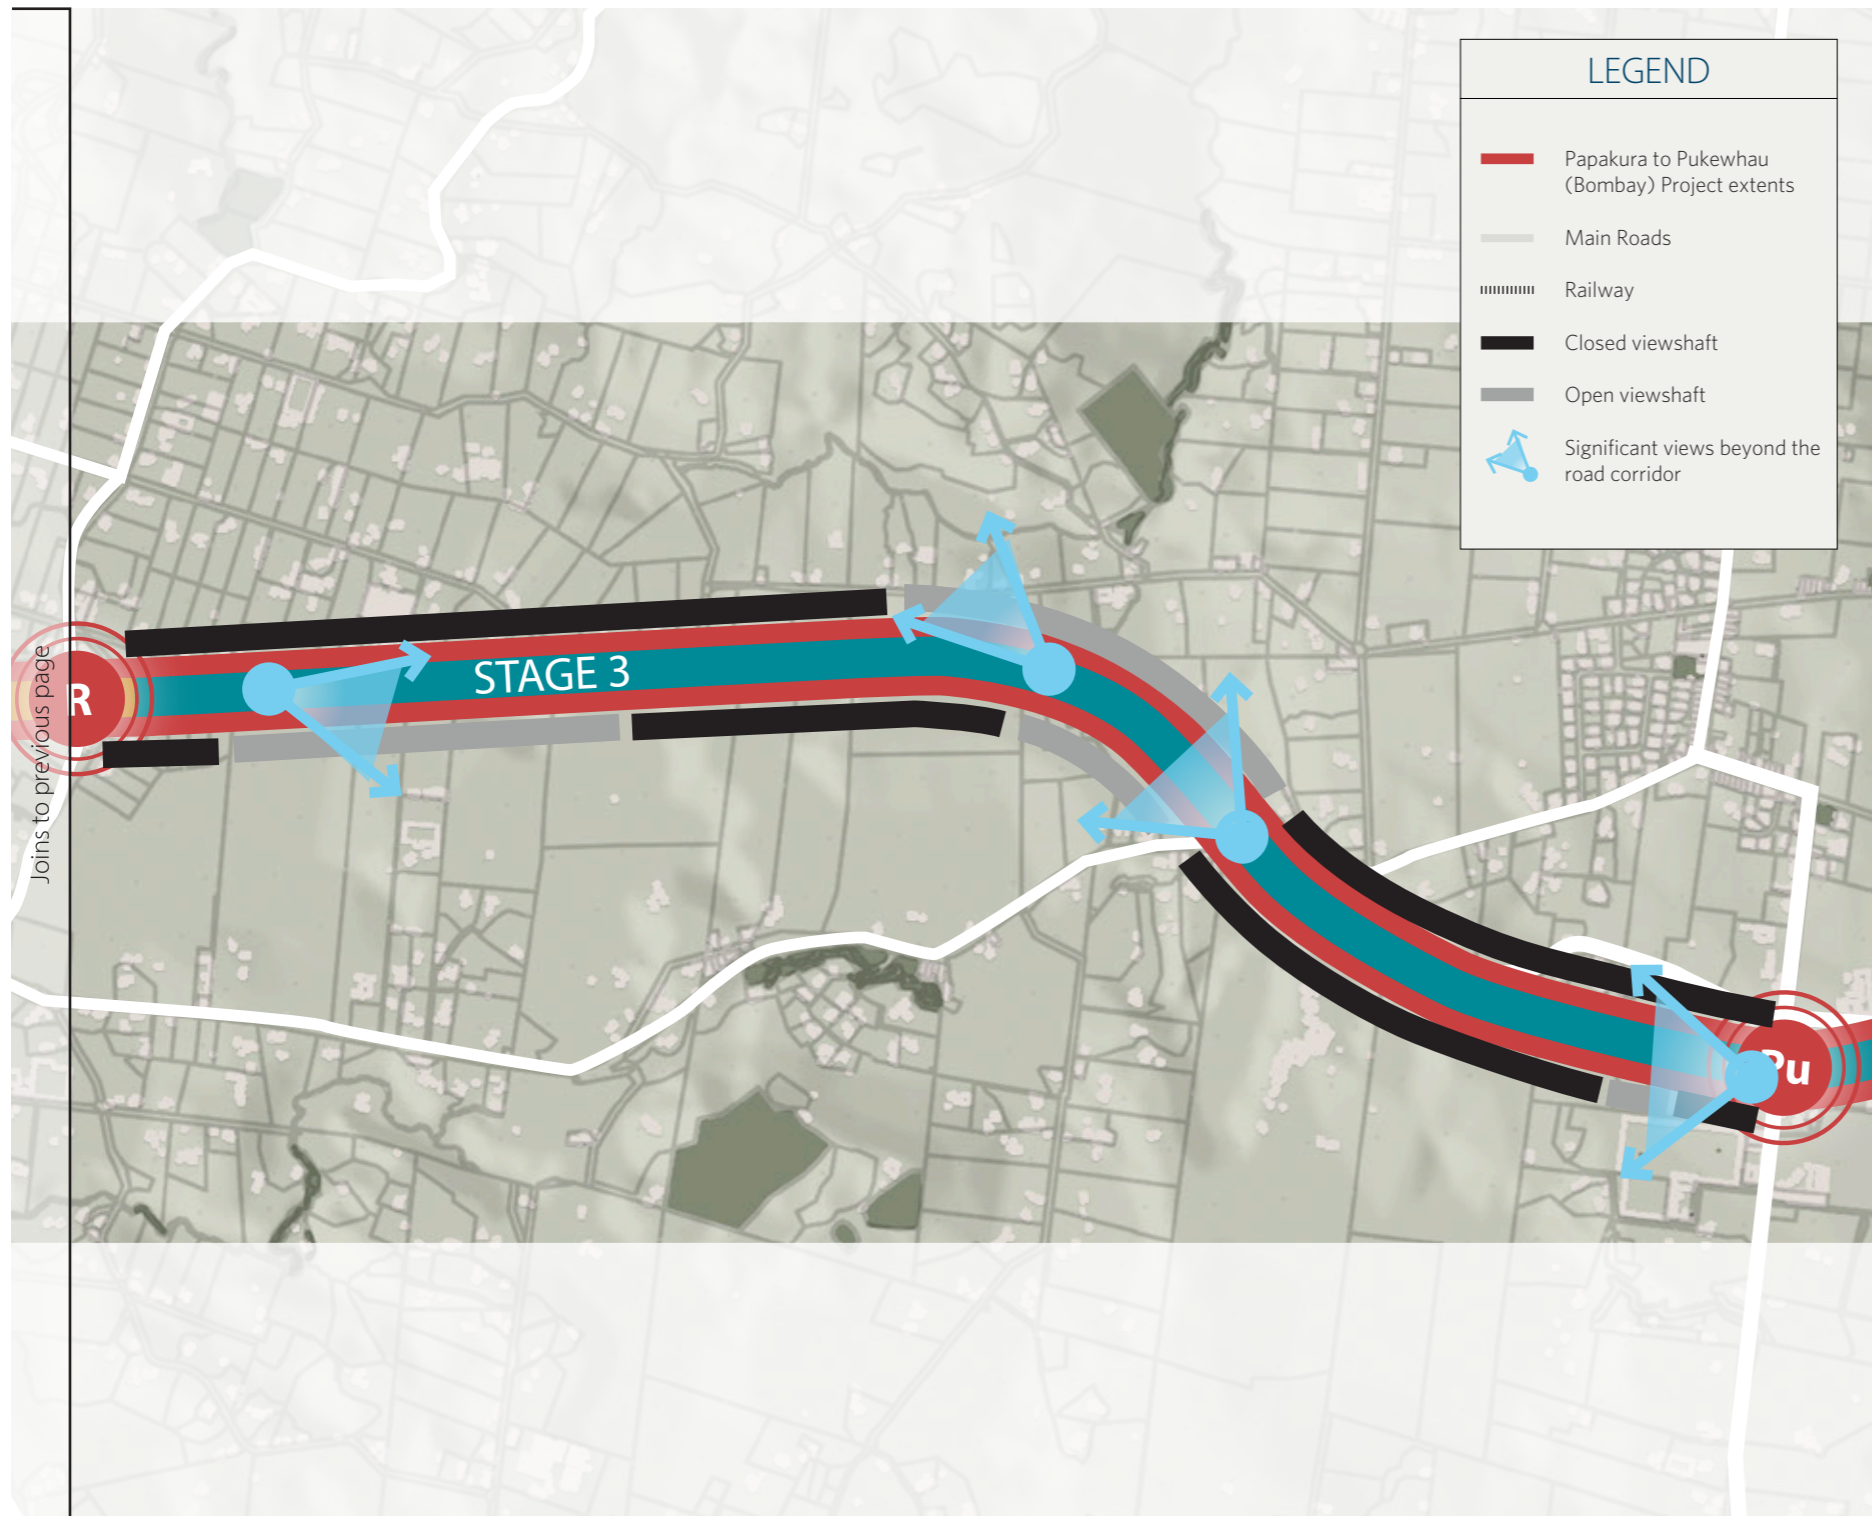 LEGEND
Papakura to Pukewhau
(Bombay) Project extents
Main Roads
Railway
Closed viewshaft
Open viewshaft
Significant views beyond the
road corridor
STAGE 3
R
Joins to previous page
Pu